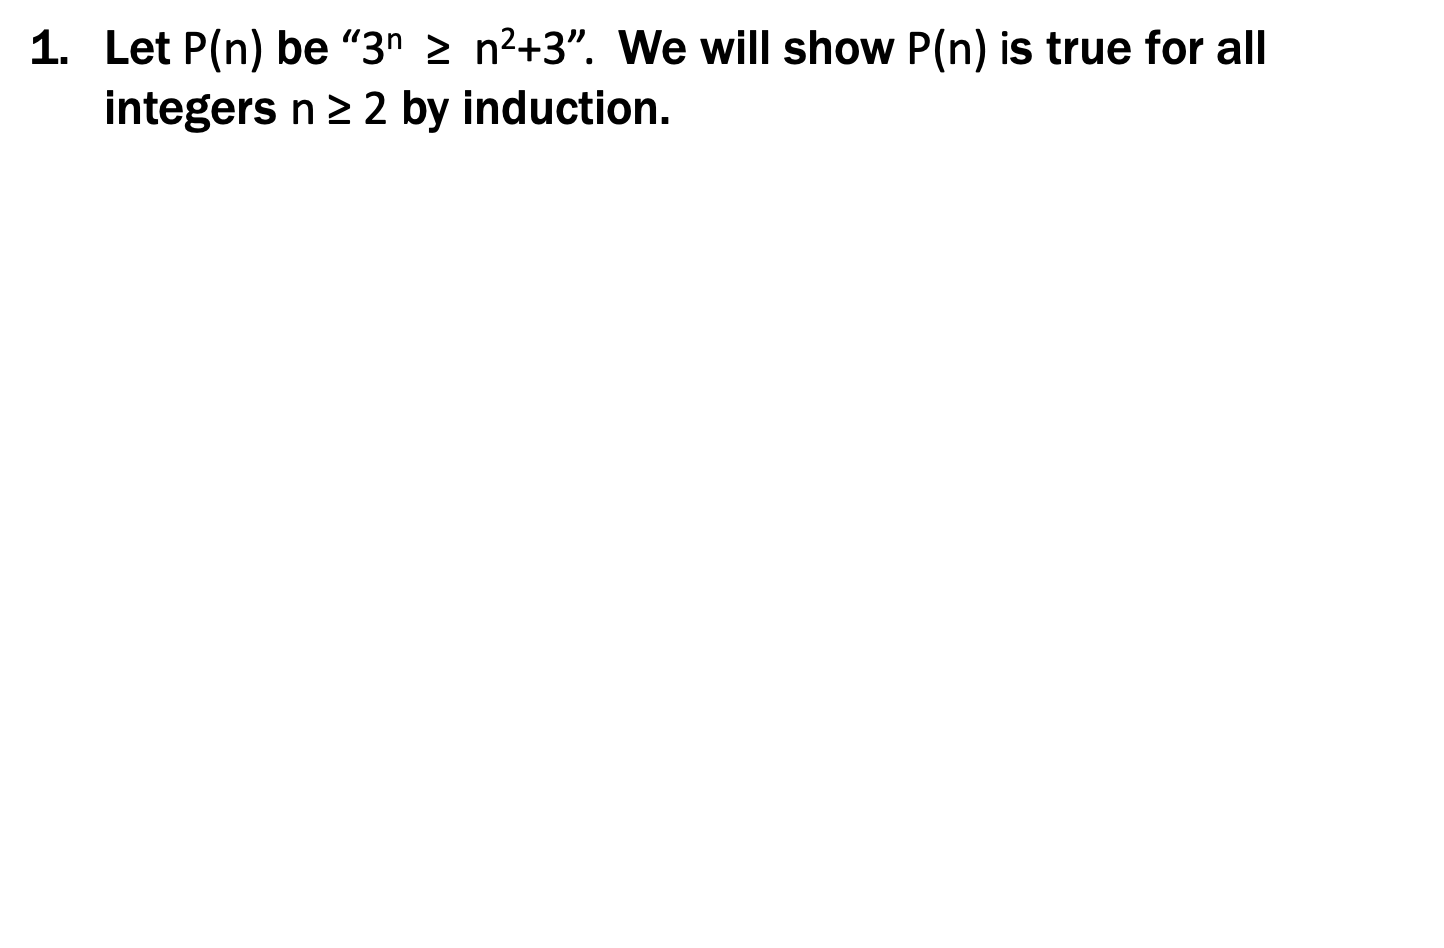 1. Let P(n) be “3ⁿ ≥ n²+3”. We will show P(n) is true for all
integers n ≥ 2 by induction.